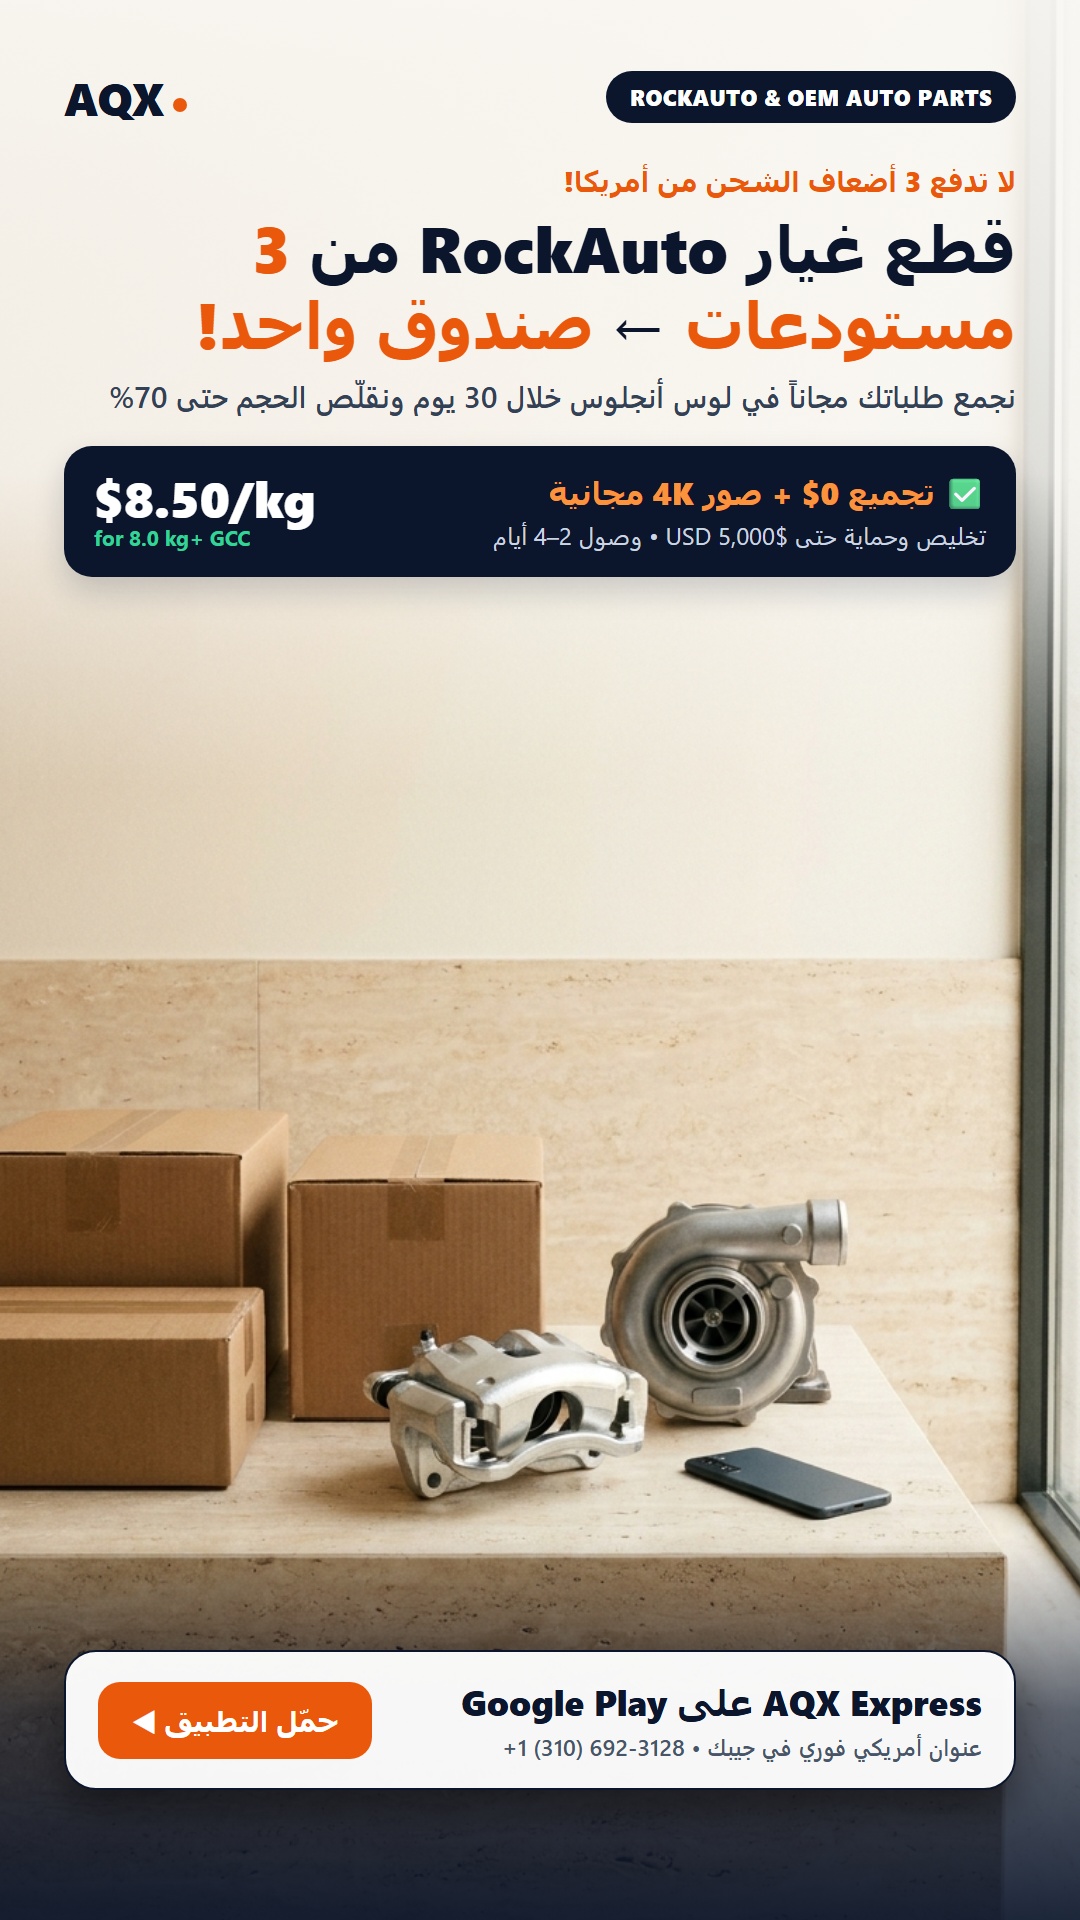 AQX
ROCKAUTO & OEM AUTO PARTS
لا تدفع 3 أضعاف الشحن من أمريكا!
قطع غيار RockAuto من 3
مستودعات ← صندوق واحد!
نجمع طلباتك مجاناً في لوس أنجلوس خلال 30 يوم ونقلّص الحجم حتى 70%
✅ تجميع 0$ + صور 4K مجانية
تخليص وحماية حتى 5,000$ USD • وصول 2–4 أيام
$8.50/kg
for 8.0 kg+ GCC
AQX Express على Google Play
عنوان أمريكي فوري في جيبك • +1 (310) 692-3128
حمّل التطبيق ◀